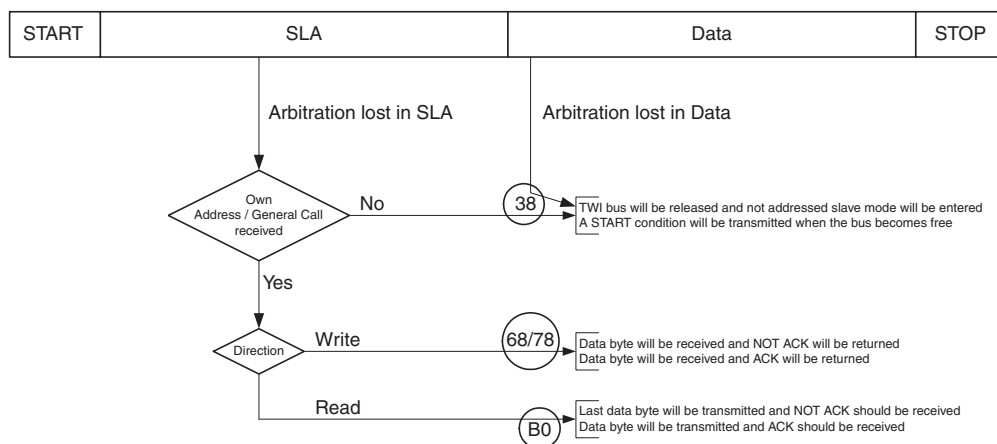 START SLA Data STOP
Arbitration lost in SLA Arbitration lost in Data
Own
Address / General Call
received
No
38
TWI bus will be released and not addressed slave mode will be entered
A START condition will be transmitted when the bus becomes free
Yes
Direction
Write
68/78
Data byte will be received and NOT ACK will be returned
Data byte will be received and ACK will be returned
Read
B0
Last data byte will be transmitted and NOT ACK should be received
Data byte will be transmitted and ACK should be received